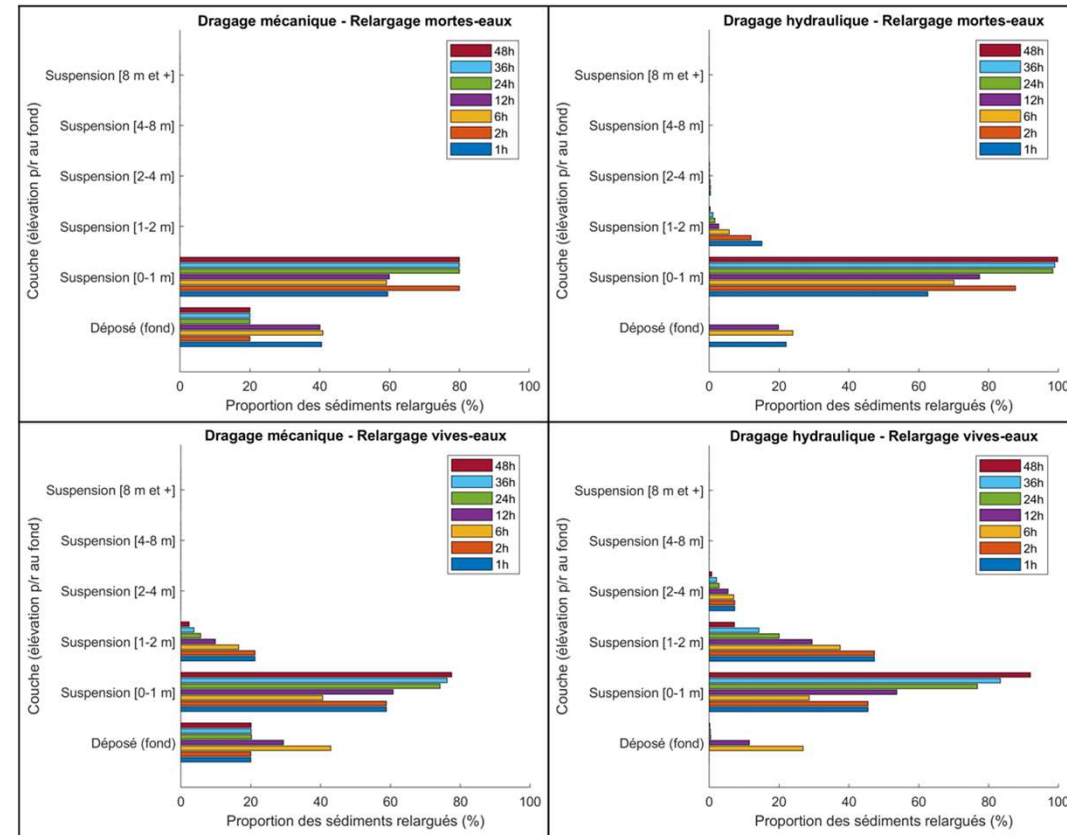 Dragage mécanique - Relargage mortes-eaux
48h
36h
24h
12h
6h
2h
1h
Couche (élévation p/r au fond)
Suspension [8 m et +]
Suspension [4-8 m]
Suspension [2-4 m]
Suspension [1-2 m]
Suspension [0-1 m]
Déposé (fond)
0 20 40 60 80 100
Proportion des sédiments relargués (%)
Dragage hydraulique - Relargage mortes-eaux
48h
36h
24h
12h
6h
2h
1h
Couche (élévation p/r au fond)
Suspension [8 m et +]
Suspension [4-8 m]
Suspension [2-4 m]
Suspension [1-2 m]
Suspension [0-1 m]
Déposé (fond)
0 20 40 60 80 100
Proportion des sédiments relargués (%)
Dragage mécanique - Relargage vives-eaux
48h
36h
24h
12h
6h
2h
1h
Couche (élévation p/r au fond)
Suspension [8 m et +]
Suspension [4-8 m]
Suspension [2-4 m]
Suspension [1-2 m]
Suspension [0-1 m]
Déposé (fond)
0 20 40 60 80 100
Proportion des sédiments relargués (%)
Dragage hydraulique - Relargage vives-eaux
48h
36h
24h
12h
6h
2h
1h
Couche (élévation p/r au fond)
Suspension [8 m et +]
Suspension [4-8 m]
Suspension [2-4 m]
Suspension [1-2 m]
Suspension [0-1 m]
Déposé (fond)
0 20 40 60 80 100
Proportion des sédiments relargués (%)